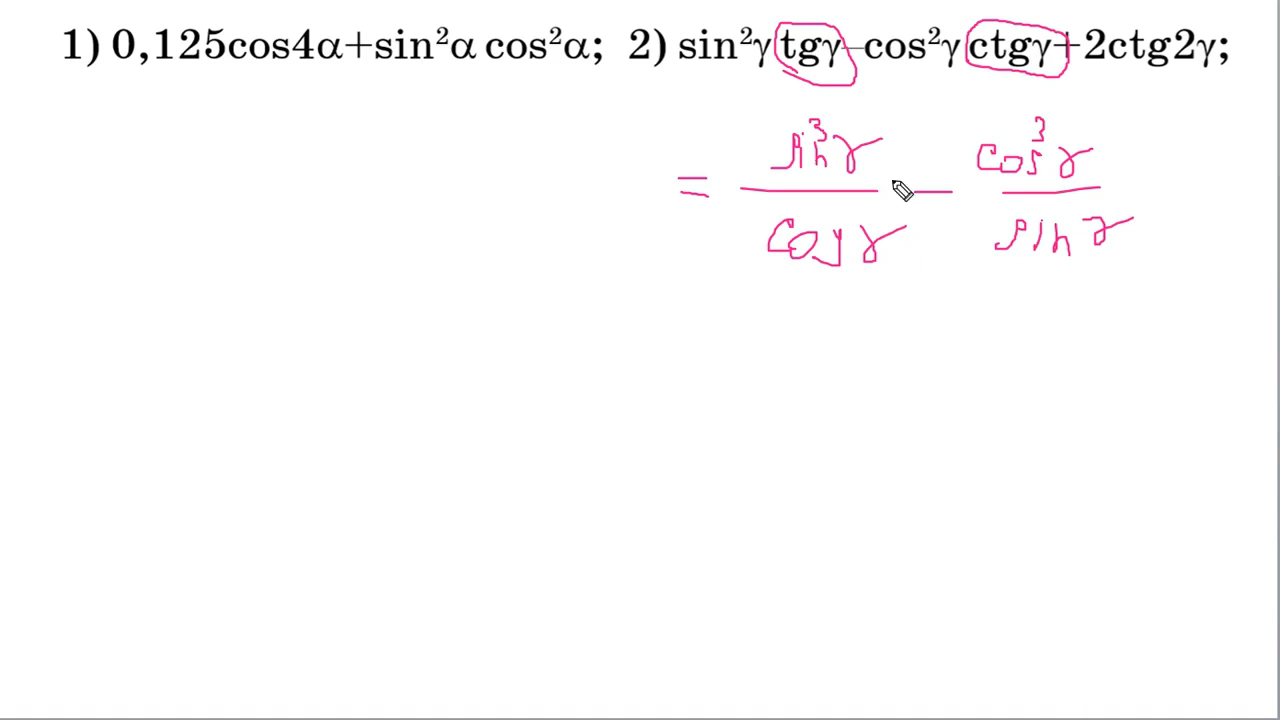 1) 0,125cos4α+sin²α cos²α; 2) sin²γ tgγ–cos²γ ctgγ+2ctg2γ;
= sin³γ/cosγ – cos³γ/sinγ